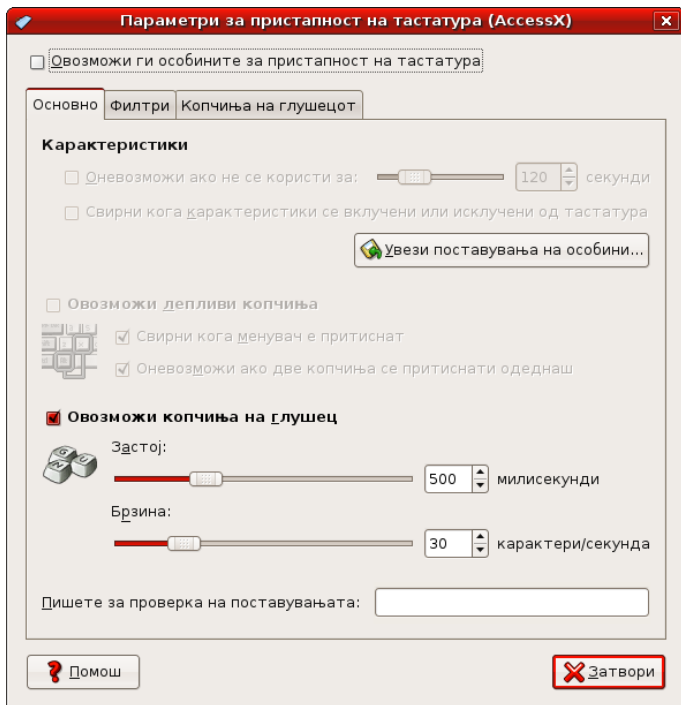 Параметри за пристапност на тастатура (AccessX)
Овозможи ги особините за пристапност на тастатура
Основно Филтри Копчиња на глушецот
Карактеристики
Оневозможи ако не се користи за: 120 секунди
Свирни кога карактеристики се вклучени или исклучени од тастатура
Увези поставувања на особини...
Овозможи лепливи копчиња
Свирни кога менувач е притиснат
Оневозможи ако две копчиња се притиснати одеднаш
Овозможи копчиња на глушец
Застој:
500 милисекунди
Брзина:
30 карактери/секунда
Пишете за проверка на поставувањата:
Помош Затвори